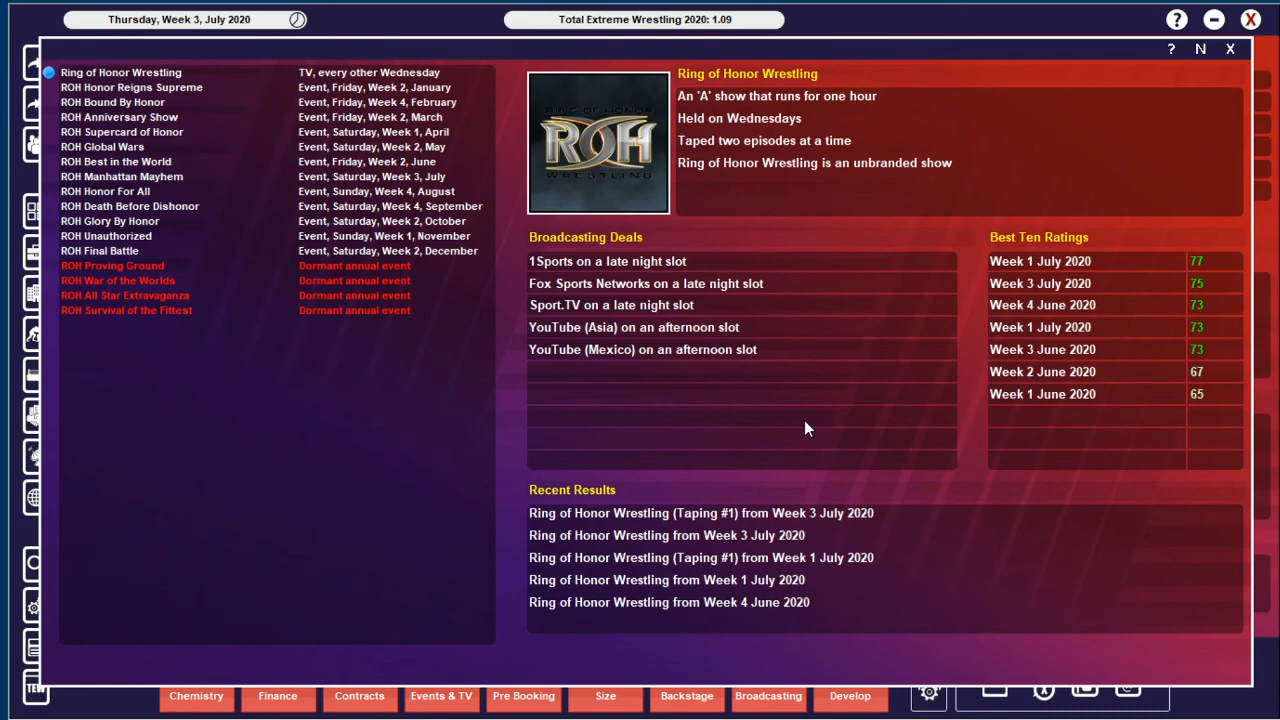 Thursday, Week 3, July 2020
Total Extreme Wrestling 2020: 1.09
? N X
Ring of Honor Wrestling TV, every other Wednesday
ROH Honor Reigns Supreme Event, Friday, Week 2, January
ROH Bound By Honor Event, Friday, Week 4, February
ROH Anniversary Show Event, Friday, Week 2, March
ROH Supercard of Honor Event, Saturday, Week 1, April
ROH Global Wars Event, Saturday, Week 2, May
ROH Best in the World Event, Friday, Week 2, June
ROH Manhattan Mayhem Event, Saturday, Week 3, July
ROH Honor For All Event, Sunday, Week 4, August
ROH Death Before Dishonor Event, Saturday, Week 4, September
ROH Glory By Honor Event, Saturday, Week 2, October
ROH Unauthorized Event, Sunday, Week 1, November
ROH Final Battle Event, Saturday, Week 2, December
ROH Proving Ground Dormant annual event
ROH War of the Worlds Dormant annual event
ROH All Star Extravaganza Dormant annual event
ROH Survival of the Fittest Dormant annual event
RING OF HONOR
ROH
WRESTLING
Ring of Honor Wrestling
An 'A' show that runs for one hour
Held on Wednesdays
Taped two episodes at a time
Ring of Honor Wrestling is an unbranded show
Broadcasting Deals
1Sports on a late night slot
Fox Sports Networks on a late night slot
Sport.TV on a late night slot
YouTube (Asia) on an afternoon slot
YouTube (Mexico) on an afternoon slot
Best Ten Ratings
Week 1 July 2020 77
Week 3 July 2020 75
Week 4 June 2020 73
Week 1 July 2020 73
Week 3 June 2020 73
Week 2 June 2020 67
Week 1 June 2020 65
Recent Results
Ring of Honor Wrestling (Taping #1) from Week 3 July 2020
Ring of Honor Wrestling from Week 3 July 2020
Ring of Honor Wrestling (Taping #1) from Week 1 July 2020
Ring of Honor Wrestling from Week 1 July 2020
Ring of Honor Wrestling from Week 4 June 2020
TEW
Chemistry
Finance
Contracts
Events & TV
Pre Booking
Size
Backstage
Broadcasting
Develop